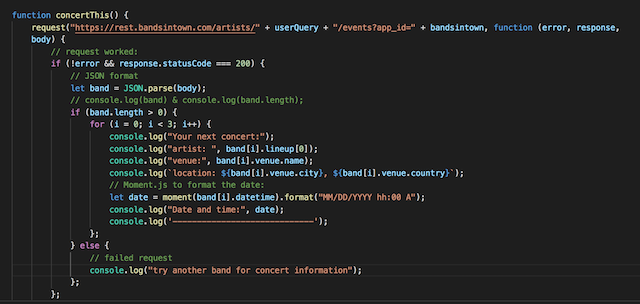 function concertThis() {
request("https://rest.bandsintown.com/artists/" + userQuery + "/events?app_id=" + bandsintown, function (error, response,
body) {
// request worked:
if (!error && response.statusCode === 200) {
// JSON format
let band = JSON.parse(body);
// console.log(band) & console.log(band.length);
if (band.length > 0) {
for (i = 0; i < 3; i++) {
console.log("Your next concert:");
console.log("artist: ", band[i].lineup[0]);
console.log("venue:", band[i].venue.name);
console.log(`location: ${band[i].venue.city}, ${band[i].venue.country}`);
// Moment.js to format the date:
let date = moment(band[i].datetime).format("MM/DD/YYYY hh:00 A");
console.log("Date and time:", date);
console.log('–––––––––––––––––––––––––––––');
};
} else {
// failed request
console.log("try another band for concert information");
};
};